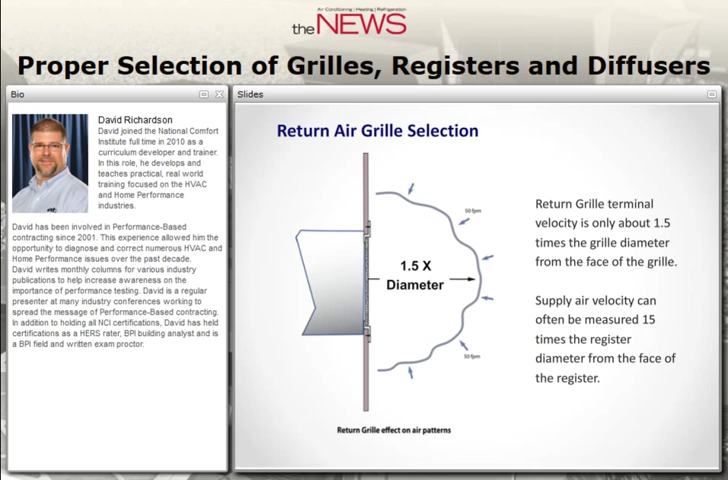 Air Conditioning | Heating | Refrigeration
the NEWS
Proper Selection of Grilles, Registers and Diffusers
Bio
David Richardson
David joined the National Comfort
Institute full time in 2010 as a
curriculum developer and trainer.
In this role, he develops and
teaches practical, real world
training focused on the HVAC
and Home Performance
industries.
David has been involved in Performance-Based
contracting since 2001. This experience allowed him the
opportunity to diagnose and correct numerous HVAC and
Home Performance issues over the past decade.
David writes monthly columns for various industry
publications to help increase awareness on the
importance of performance testing. David is a regular
presenter at many industry conferences working to
spread the message of Performance-Based contracting.
In addition to holding all NCI certifications, David has held
certifications as a HERS rater, BPI building analyst and is
a BPI field and written exam proctor.
Slides
Return Air Grille Selection
50 fpm
1.5 X
Diameter
50 fpm
Return Grille effect on air patterns
Return Grille terminal
velocity is only about 1.5
times the grille diameter
from the face of the grille.
Supply air velocity can
often be measured 15
times the register
diameter from the face of
the register.